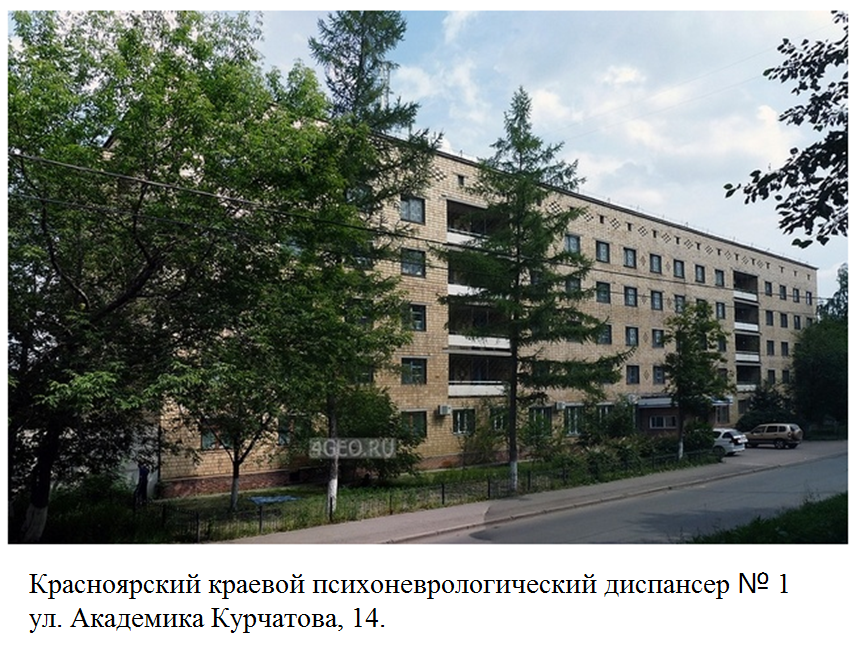 4GEO.RU
Красноярский краевой психоневрологический диспансер № 1
ул. Академика Курчатова, 14.